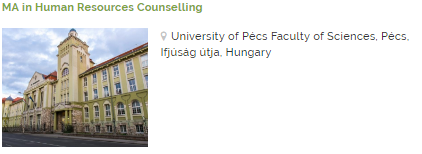 MA in Human Resources Counselling
University of Pécs Faculty of Sciences, Pécs,
Ifjúság útja, Hungary